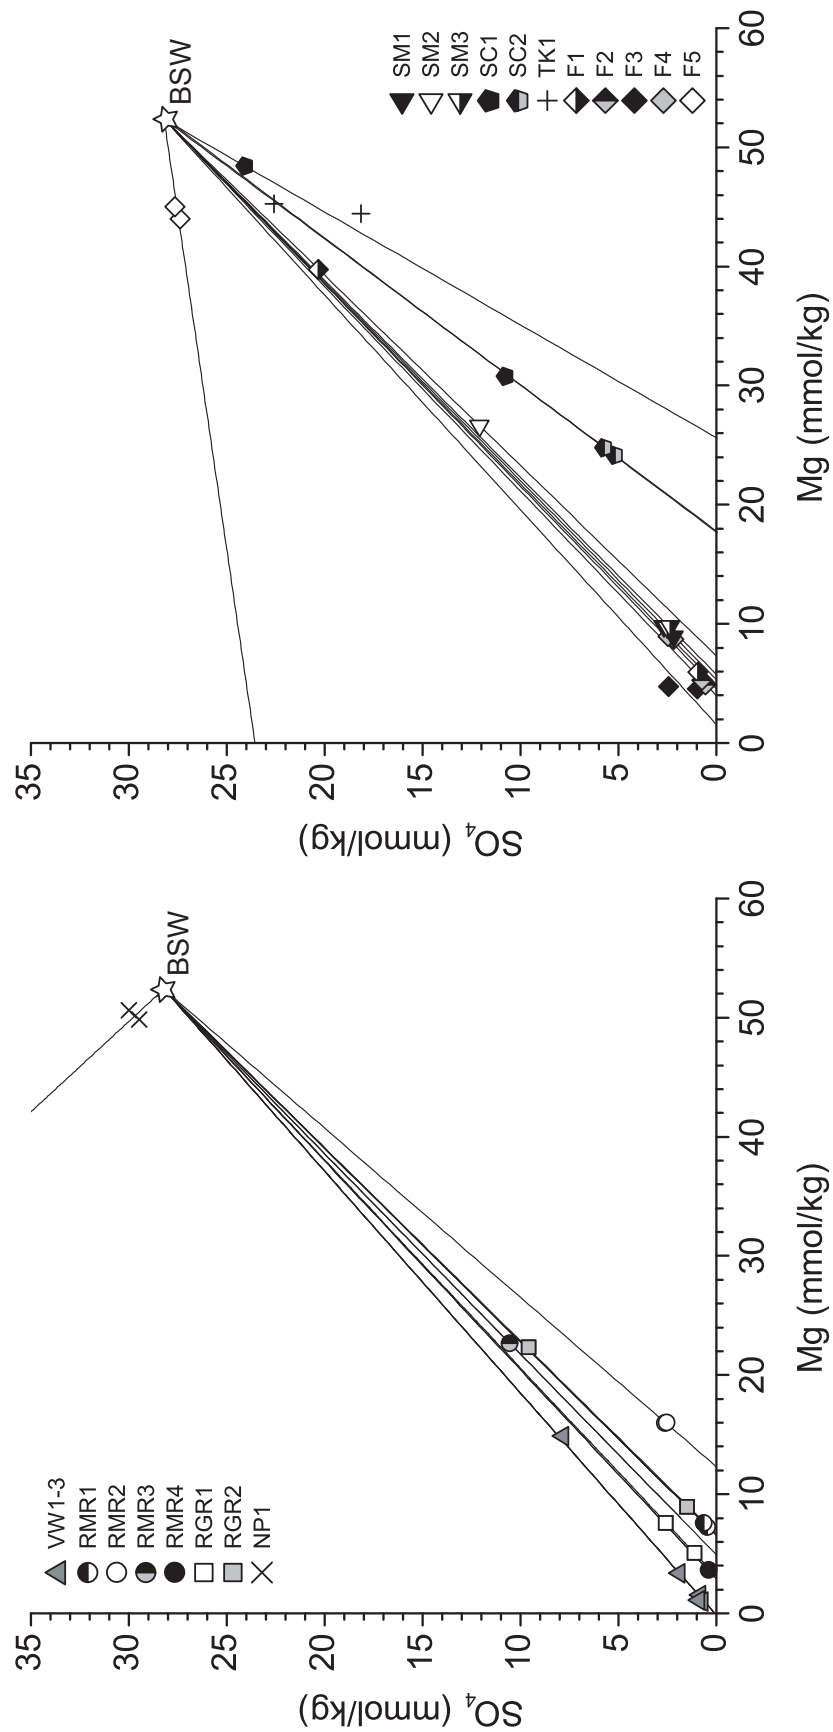 VW1-3
RMR1
RMR2
RMR3
RMR4
RGR1
RGR2
NP1
BSW
35
30
25
20
15
10
5
0
SO₄ (mmol/kg)
0
10
20
30
40
50
60
Mg (mmol/kg)
BSW
SM1
SM2
SM3
SC1
SC2
TK1
F1
F2
F3
F4
F5
35
30
25
20
15
10
5
0
SO₄ (mmol/kg)
0
10
20
30
40
50
60
Mg (mmol/kg)